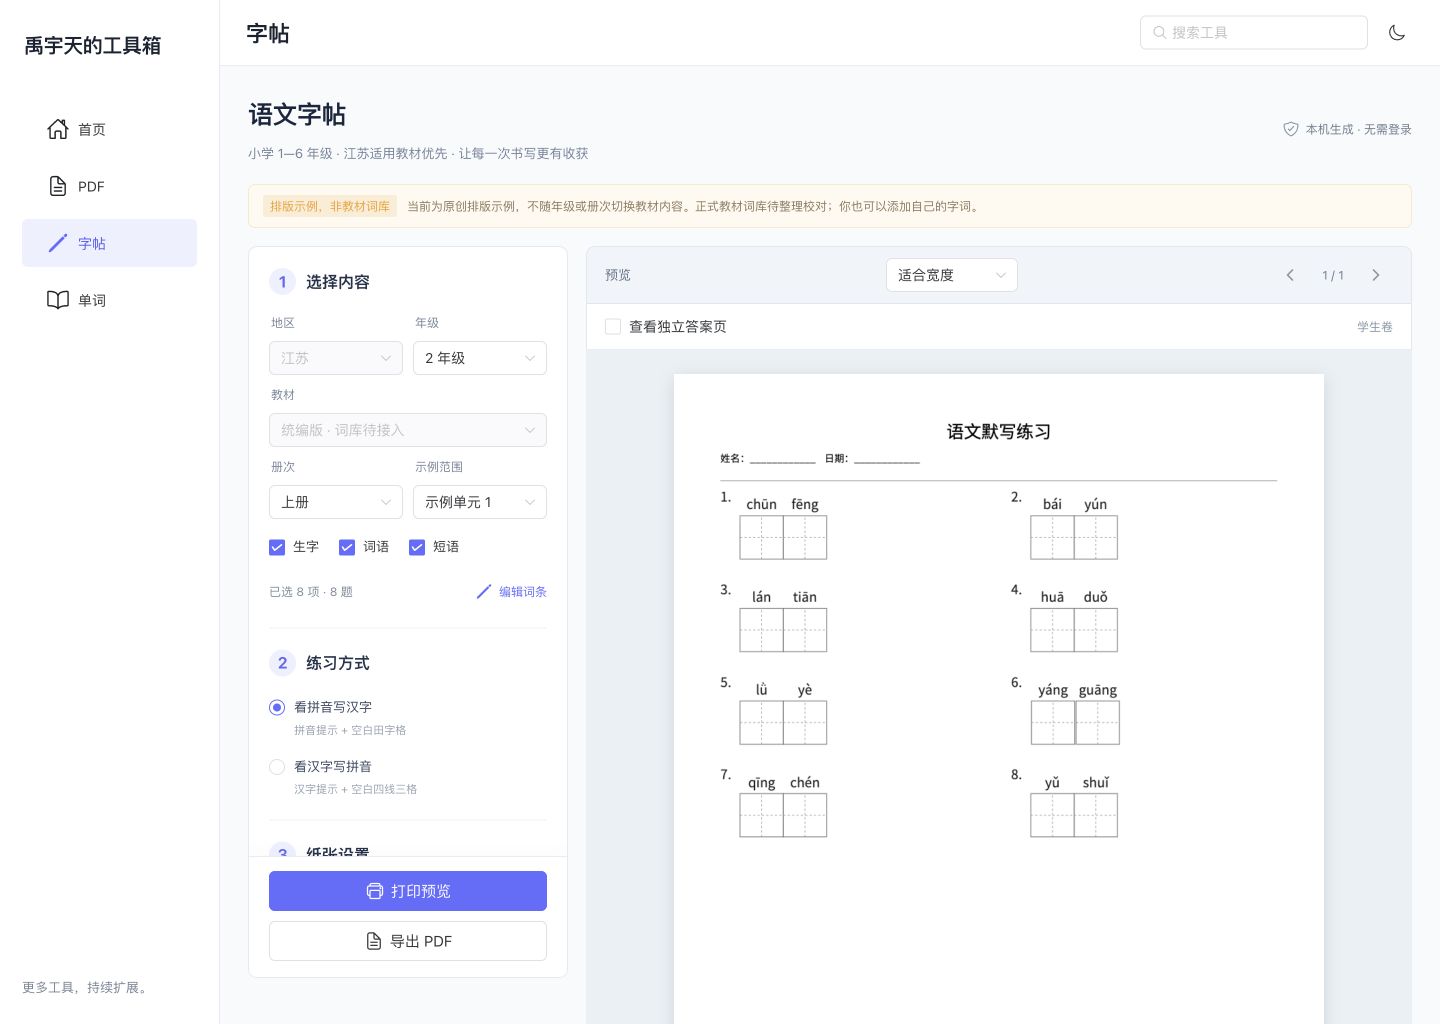 禹宇天的工具箱
首页
PDF
字帖
单词
更多工具，持续扩展。
字帖
搜索工具
语文字帖
小学 1—6 年级 · 江苏适用教材优先 · 让每一次书写更有收获
本机生成 · 无需登录
排版示例，非教材词库 当前为原创排版示例，不随年级或册次切换教材内容。正式教材词库待整理校对；你也可以添加自己的字词。
1 选择内容
地区 年级
江苏 2 年级
教材
统编版 · 词库待接入
册次 示例范围
上册 示例单元 1
生字 词语 短语
已选 8 项 · 8 题 编辑词条
2 练习方式
看拼音写汉字
拼音提示 + 空白田字格
看汉字写拼音
汉字提示 + 空白四线三格
3 纸张设置
打印预览
导出 PDF
预览 适合宽度 1 / 1
查看独立答案页 学生卷
语文默写练习
姓名：____________ 日期：____________
1. chūn fēng 2. bái yún
3. lán tiān 4. huā duǒ
5. lǜ yè 6. yáng guāng
7. qīng chén 8. yǔ shuǐ